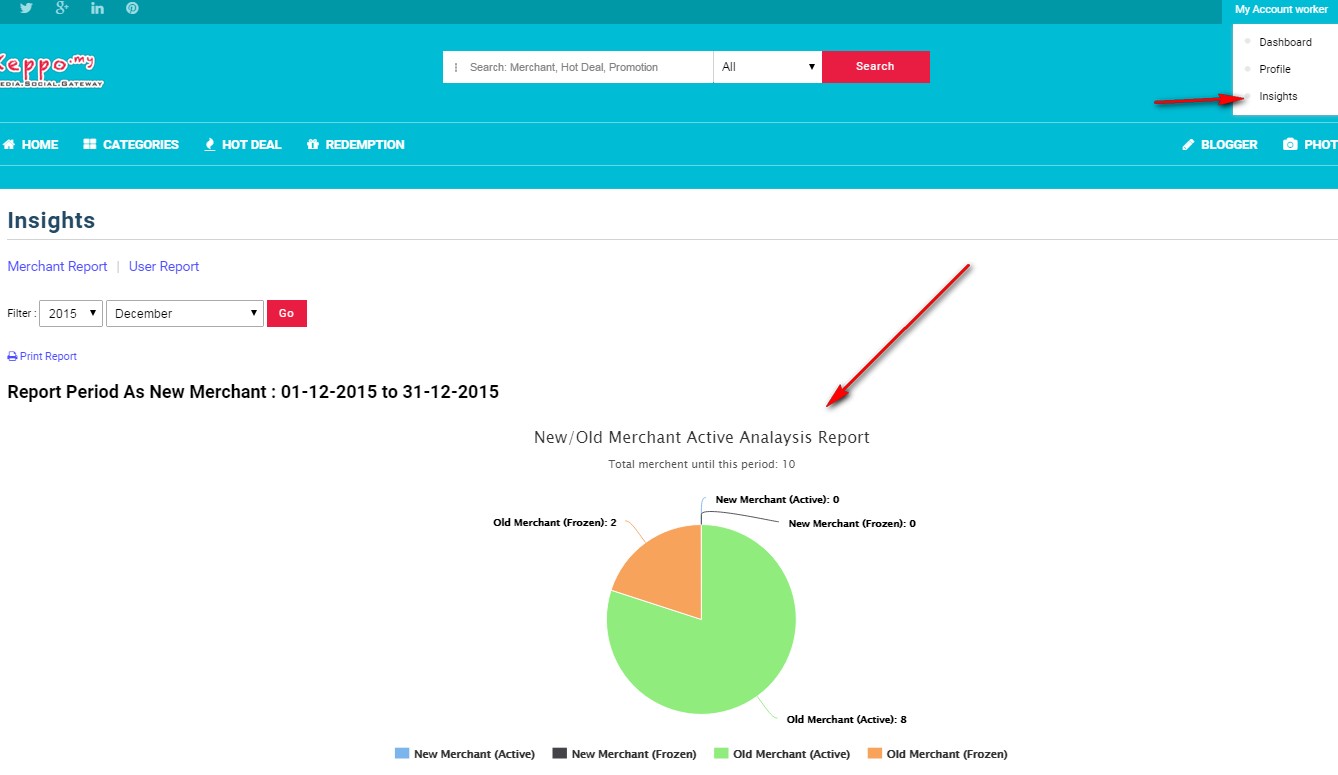 My Account worker
Dashboard
Profile
Insights
Keppo.my
EDIA.SOCIAL.GATEWAY
Search: Merchant, Hot Deal, Promotion
All
Search
HOME CATEGORIES HOT DEAL REDEMPTION BLOGGER PHOT
Insights
Merchant Report | User Report
Filter : 2015 December Go
Print Report
Report Period As New Merchant : 01-12-2015 to 31-12-2015
New/Old Merchant Active Analaysis Report
Total merchent until this period: 10
New Merchant (Active): 0
Old Merchant (Frozen): 2
New Merchant (Frozen): 0
Old Merchant (Active): 8
New Merchant (Active) New Merchant (Frozen) Old Merchant (Active) Old Merchant (Frozen)